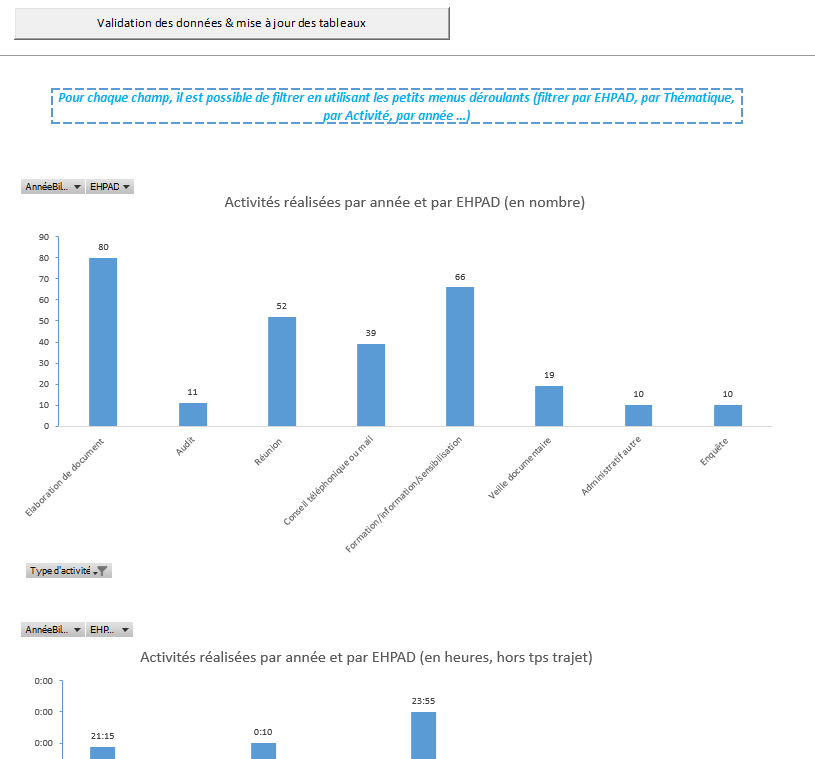 Validation des données & mise à jour des tableaux
Pour chaque champ, il est possible de filtrer en utilisant les petits menus déroulants (filtrer par EHPAD, par Thématique,
par Activité, par année ...)
AnnéeBil... EHPAD
Activités réalisées par année et par EHPAD (en nombre)
90
80
70
60
50
40
30
20
10
0
80
11
52
39
66
19
10
10
Elaboration de document
Audit
Réunion
Conseil téléphonique ou mail
Formation/information/sensibilisation
Veille documentaire
Administratif autre
Enquête
Type d'activité
AnnéeBil... EHP...
Activités réalisées par année et par EHPAD (en heures, hors tps trajet)
0:00
0:00
0:00
21:15
0:10
23:55